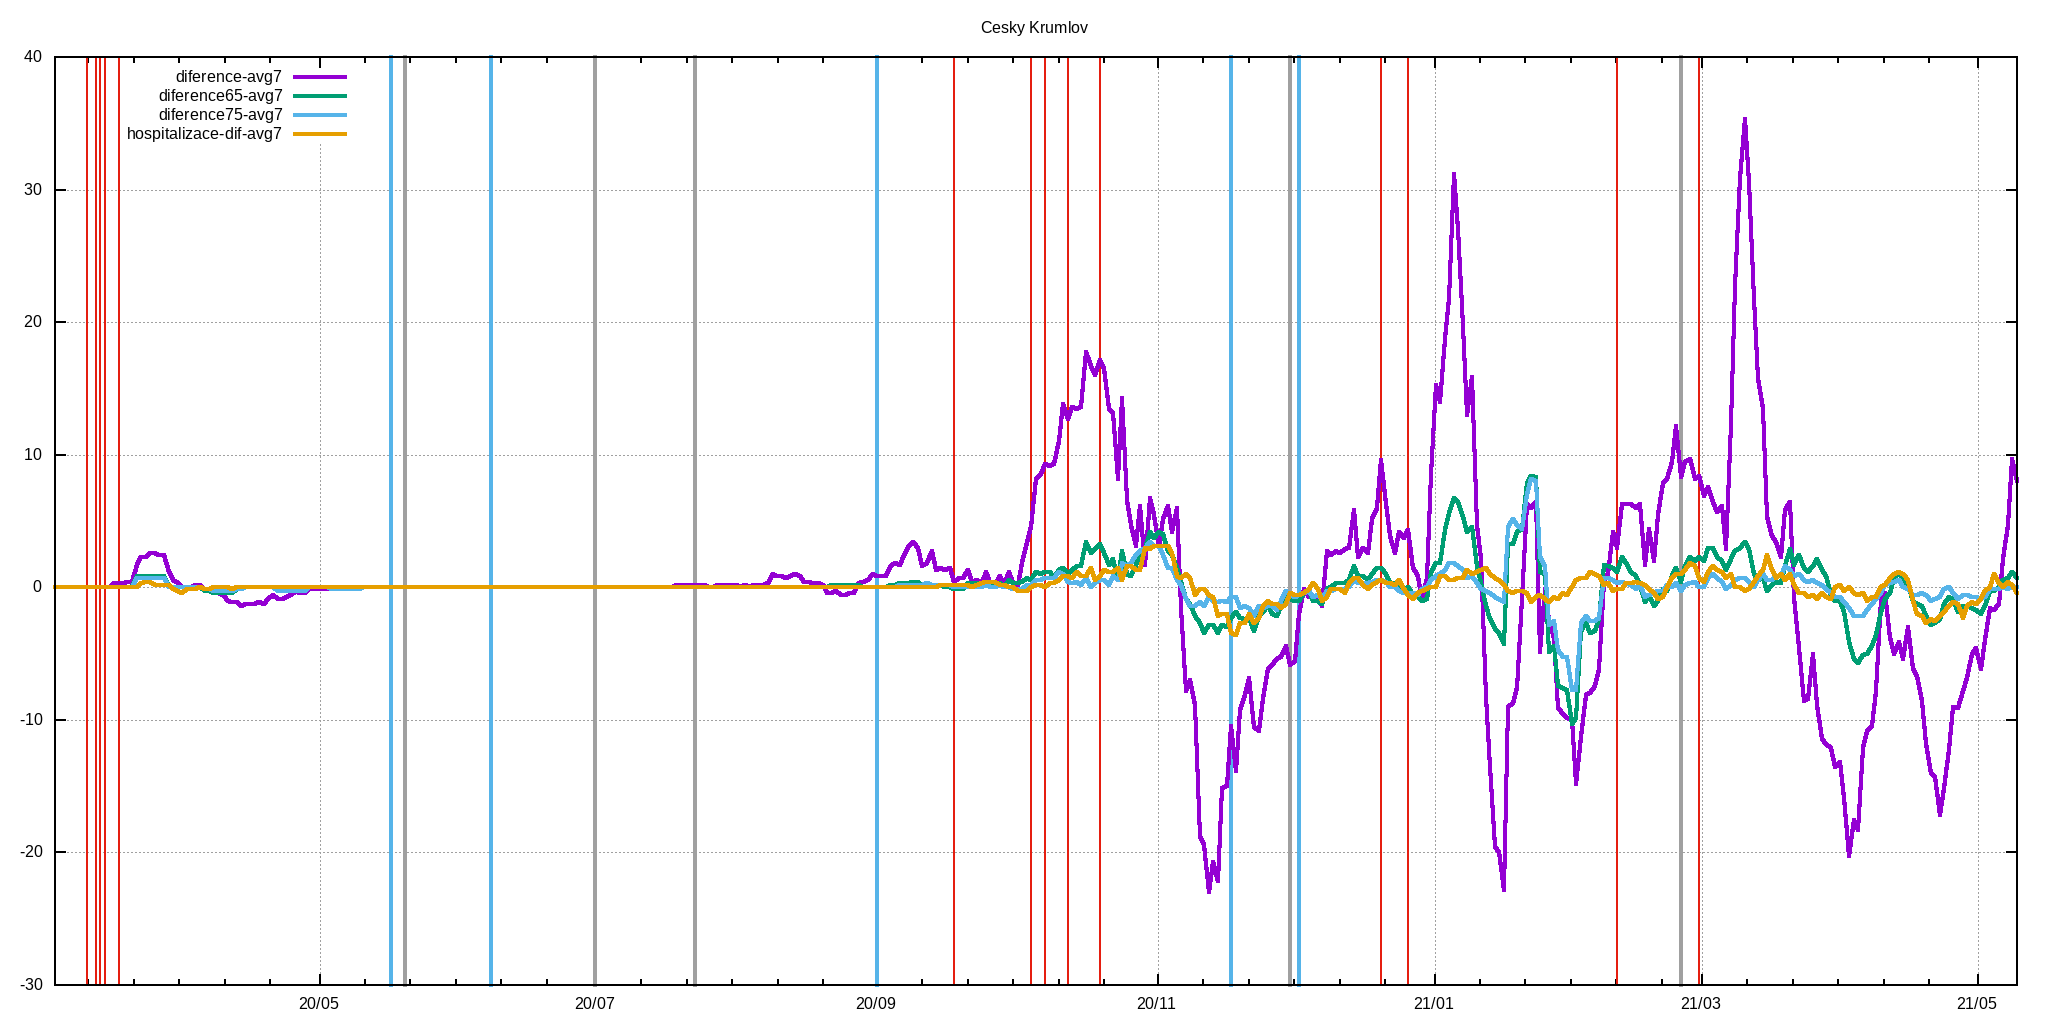 Cesky Krumlov
40
30
20
10
0
-10
-20
-30
diference-avg7
diference65-avg7
diference75-avg7
hospitalizace-dif-avg7
20/05 20/07 20/09 20/11 21/01 21/03 21/05